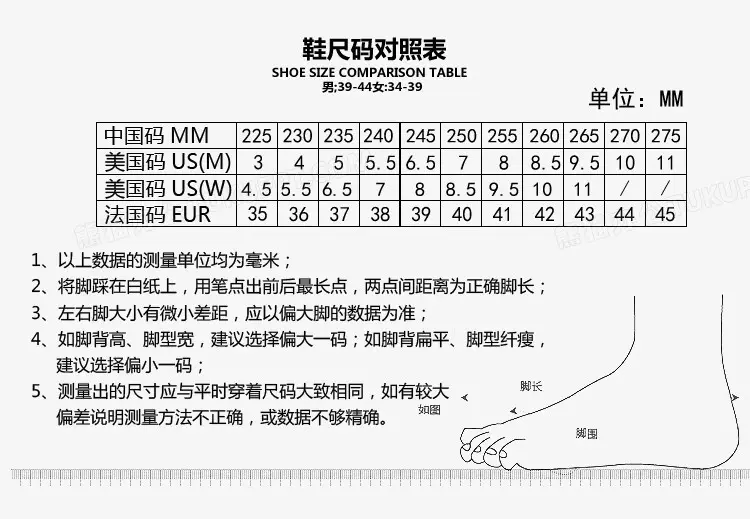 鞋尺码对照表
SHOE SIZE COMPARISON TABLE
男;39-44女:34-39
单位：MM
中国码 MM 225 230 235 240 245 250 255 260 265 270 275
美国码 US(M) 3 4 5 5.5 6.5 7 8 8.5 9.5 10 11
美国码 US(W) 4.5 5.5 6.5 7 8 8.5 9.5 10 11 / /
法国码 EUR 35 36 37 38 39 40 41 42 43 44 45
1、以上数据的测量单位均为毫米；
2、将脚踩在白纸上，用笔点出前后最长点，两点间距离为正确脚长；
3、左右脚大小有微小差距，应以偏大脚的数据为准；
4、如脚背高、脚型宽，建议选择偏大一码；如脚背扁平、脚型纤瘦，
建议选择偏小一码；
5、测量出的尺寸应与平时穿着尺码大致相同，如有较大
偏差说明测量方法不正确，或数据不够精确。
脚长
如图
脚围